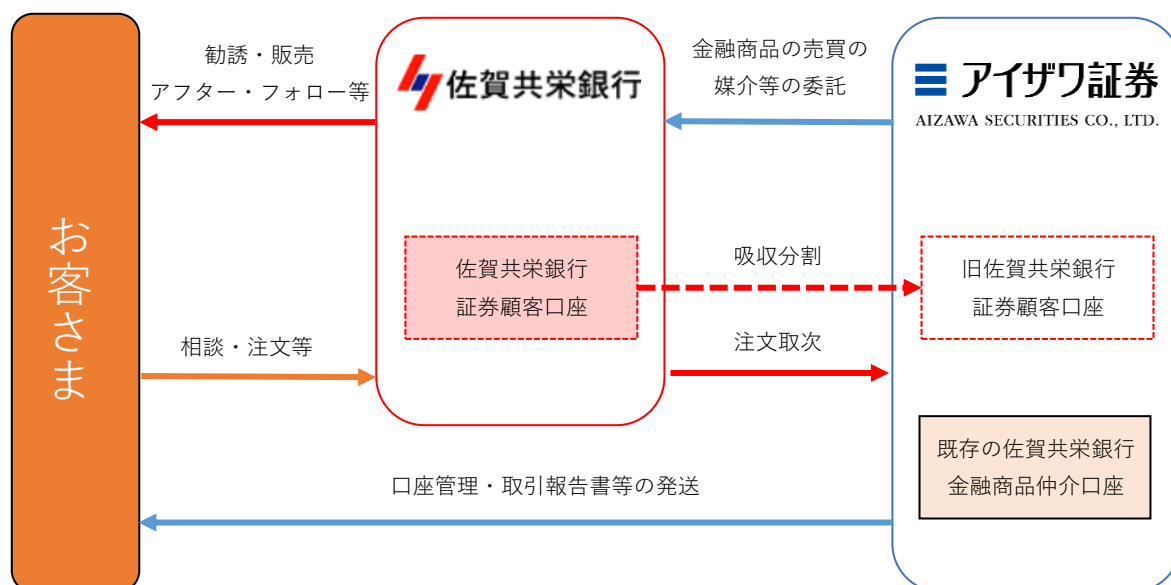 お客さま
勧誘・販売
アフター・フォロー等
佐賀共栄銀行
金融商品の売買の
媒介等の委託
アイザワ証券
AIZAWA SECURITIES CO., LTD.
佐賀共栄銀行
証券顧客口座
吸収分割
旧佐賀共栄銀行
証券顧客口座
相談・注文等
注文取次
既存の佐賀共栄銀行
金融商品仲介口座
口座管理・取引報告書等の発送